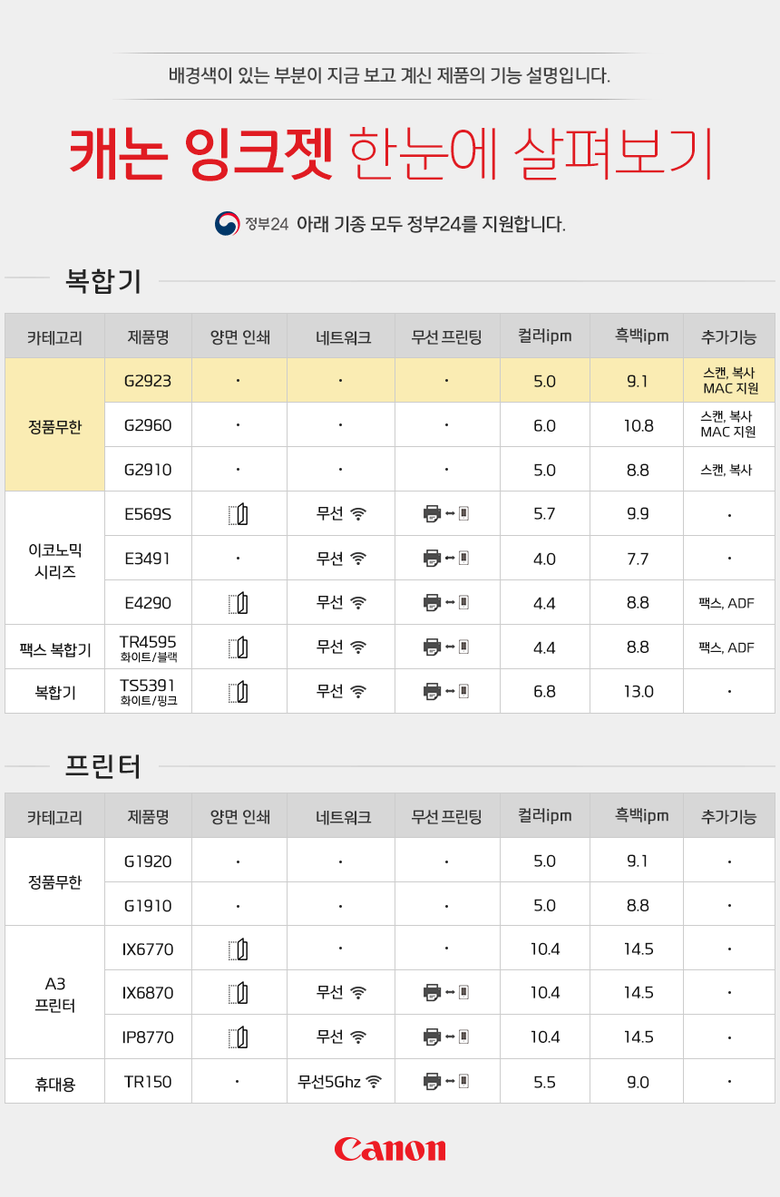 배경색이 있는 부분이 지금 보고 계신 제품의 기능 설명입니다.
캐논 잉크젯 한눈에 살펴보기
정부24 아래 기종 모두 정부24를 지원합니다.
복합기
카테고리 제품명 양면 인쇄 네트워크 무선 프린팅 컬러ipm 흑백ipm 추가기능
정품무한
G2923 · · · 5.0 9.1 스캔, 복사
MAC 지원
G2960 · · · 6.0 10.8 스캔, 복사
MAC 지원
G2910 · · · 5.0 8.8 스캔, 복사
이코노믹
시리즈
E569S 무선 5.7 9.9 ·
E3491 · 무선 4.0 7.7 ·
E4290 무선 4.4 8.8 팩스, ADF
팩스 복합기 TR4595 무선 4.4 8.8 팩스, ADF
화이트/블랙
복합기 TS5391 무선 6.8 13.0 ·
화이트/핑크
프린터
카테고리 제품명 양면 인쇄 네트워크 무선 프린팅 컬러ipm 흑백ipm 추가기능
정품무한
G1920 · · · 5.0 9.1 ·
G1910 · · · 5.0 8.8 ·
A3
프린터
IX6770 · · 10.4 14.5 ·
IX6870 무선 10.4 14.5 ·
IP8770 무선 10.4 14.5 ·
휴대용 TR150 · 무선5Ghz 5.5 9.0 ·
Canon